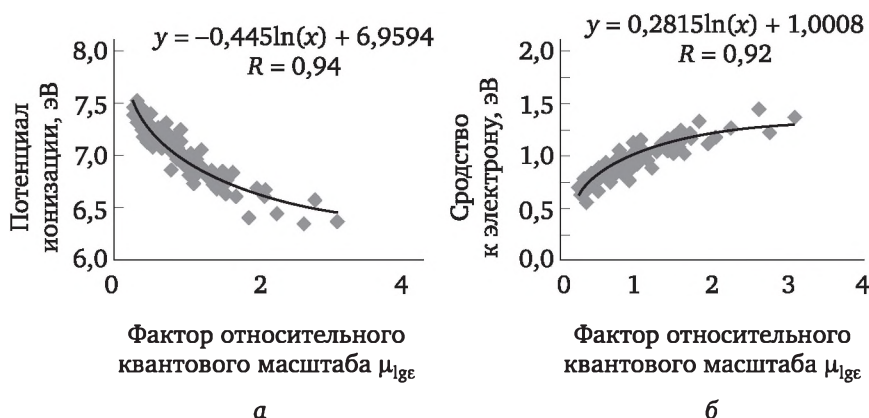 y = −0,445ln(x) + 6,9594
R = 0,94
Потенциал
ионизации, эВ
8,0
7,5
7,0
6,5
6,0
0
2
4
Фактор относительного
квантового масштаба μlgε
а
y = 0,2815ln(x) + 1,0008
R = 0,92
Сродство
к электрону, эВ
2,0
1,5
1,0
0,5
0,0
0
1
2
3
4
Фактор относительного
квантового масштаба μlgε
б